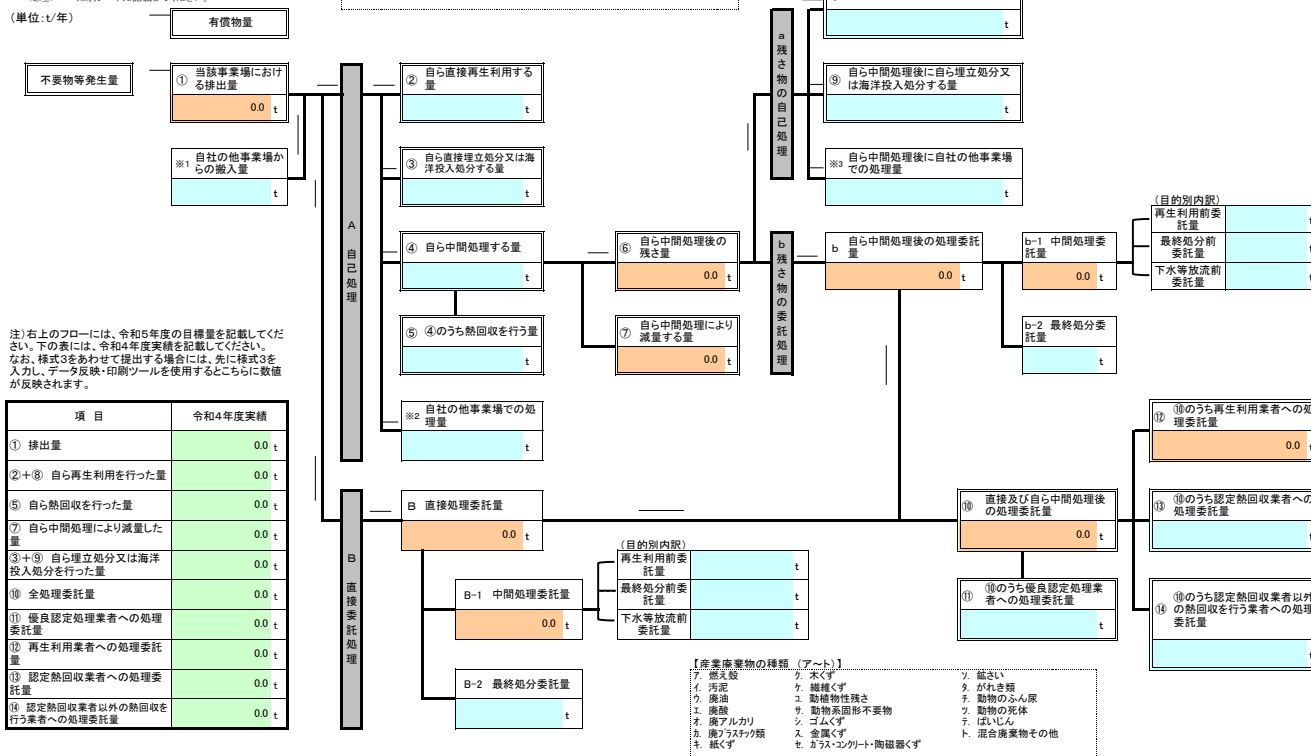 (単位:t/年)
有償物量
不要物等発生量
① 当該事業場におけ
る排出量
0.0 t
※1 自社の他事業場か
らの搬入量
t
A 自己処理
② 自ら直接再生利用する
量
t
③ 自ら直接埋立処分又は海
洋投入処分する量
t
④ 自ら中間処理する量
t
⑤ ④のうち熱回収を行う量
t
※2 自社の他事業場での処
理量
t
⑥ 自ら中間処理後の
残さ量
0.0 t
⑦ 自ら中間処理により
減量する量
0.0 t
a 残さ物の自己処理
t
⑨ 自ら中間処理後に自ら埋立処分又
は海洋投入処分する量
t
※3 自ら中間処理後に自社の他事業場
での処理量
t
b 残さ物の委託処理
b 自ら中間処理後の処理委託
量
0.0 t
b-1 中間処理委
託量
0.0 t
b-2 最終処分委
託量
t
(目的別内訳)
再生利用前委
託量
最終処分前
委託量
下水等放流前
委託量
注)右上のフローには、令和5年度の目標量を記載してくだ
さい。下の表には、令和4年度実績を記載してください。
なお、様式3をあわせて提出する場合には、先に様式3を
入力し、データ反映・印刷ツールを使用するとこちらに数値
が反映されます。
項 目 令和4年度実績
① 排出量 0.0 t
②+⑧ 自ら再生利用を行った量 0.0 t
⑤ 自ら熱回収を行った量 0.0 t
⑦ 自ら中間処理により減量した
量 0.0 t
③+⑨ 自ら埋立処分又は海洋
投入処分を行った量 0.0 t
⑩ 全処理委託量 0.0 t
⑪ 優良認定処理業者への処理
委託量 0.0 t
⑫ 再生利用業者への処理委託
量 0.0 t
⑬ 認定熱回収業者への処理委
託量 0.0 t
⑭ 認定熱回収業者以外の熱回収を
行う業者への処理委託量 0.0 t
B 直接委託処理
B 直接処理委託量
0.0 t
B-1 中間処理委託量
0.0 t
B-2 最終処分委託量
t
(目的別内訳)
再生利用前委
託量 t
最終処分前委
託量 t
下水等放流前
委託量 t
⑩ 直接及び自ら中間処理後
の処理委託量
0.0 t
⑪ ⑩のうち優良認定処理業
者への処理委託量
t
⑫ ⑩のうち再生利用業者への処
理委託量
0.0 t
⑬ ⑩のうち認定熱回収業者への
処理委託量
⑭ ⑩のうち認定熱回収業者以外
の熱回収を行う業者への処理
委託量
【産業廃棄物の種類 (ア~ト)】
ア. 燃え殻 ク. 木くず ソ. 鉱さい
イ. 汚泥 ケ. 繊維くず タ. がれき類
ウ. 廃油 コ. 動植物性残さ チ. 動物のふん尿
エ. 廃酸 サ. 動物系固形不要物 ツ. 動物の死体
オ. 廃アルカリ シ. ゴムくず テ. ばいじん
カ. 廃プラスチック類 ス. 金属くず ト. 混合廃棄物その他
キ. 紙くず セ. ガラス・コンクリート・陶磁器くず